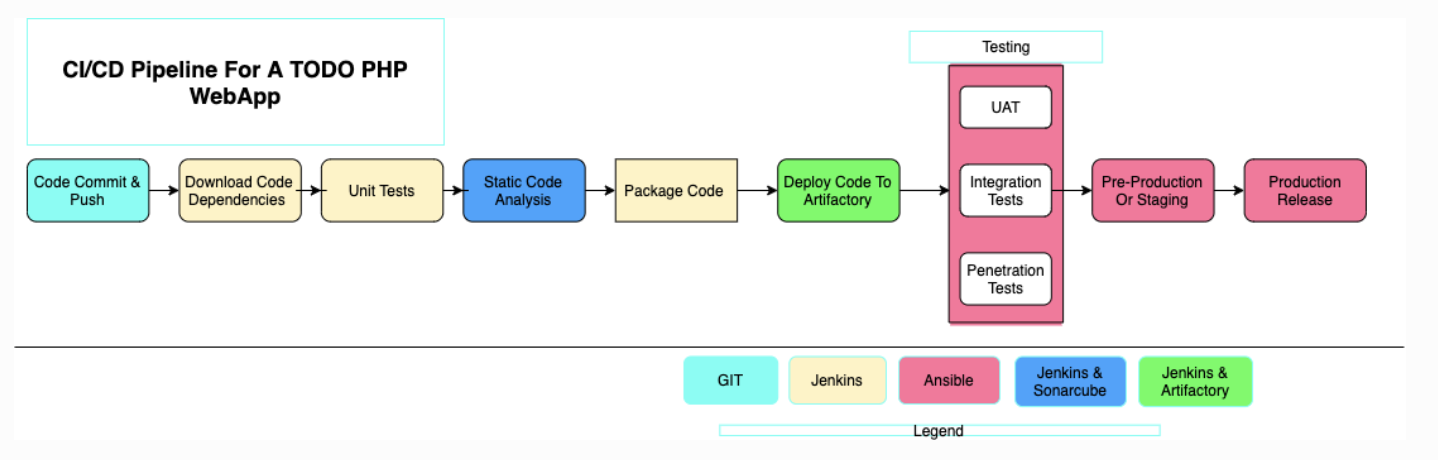 CI/CD Pipeline For A TODO PHP
WebApp
Testing
UAT
Code Commit &
Push
Download Code
Dependencies
Unit Tests
Static Code
Analysis
Package Code
Deploy Code To
Artifactory
Integration
Tests
Pre-Production
Or Staging
Production
Release
Penetration
Tests
GIT
Jenkins
Ansible
Jenkins &
Sonarcube
Jenkins &
Artifactory
Legend